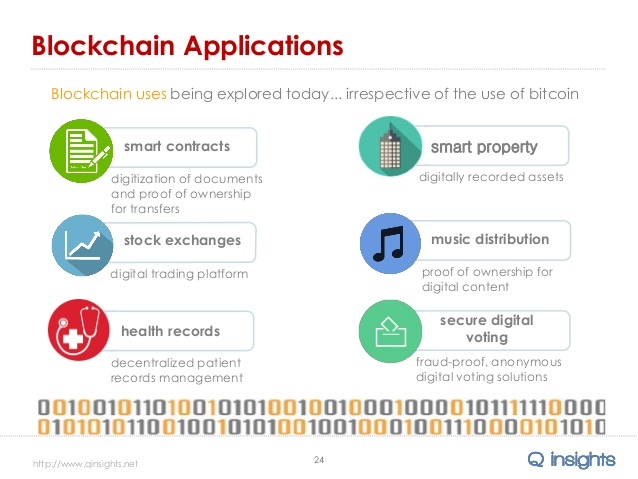 Blockchain Applications
Blockchain uses being explored today... irrespective of the use of bitcoin
smart contracts
digitization of documents
and proof of ownership
for transfers
smart property
digitally recorded assets
stock exchanges
digital trading platform
music distribution
proof of ownership for
digital content
health records
decentralized patient
records management
secure digital
voting
fraud-proof, anonymous
digital voting solutions
http://www.qinsights.net
24
Q insights